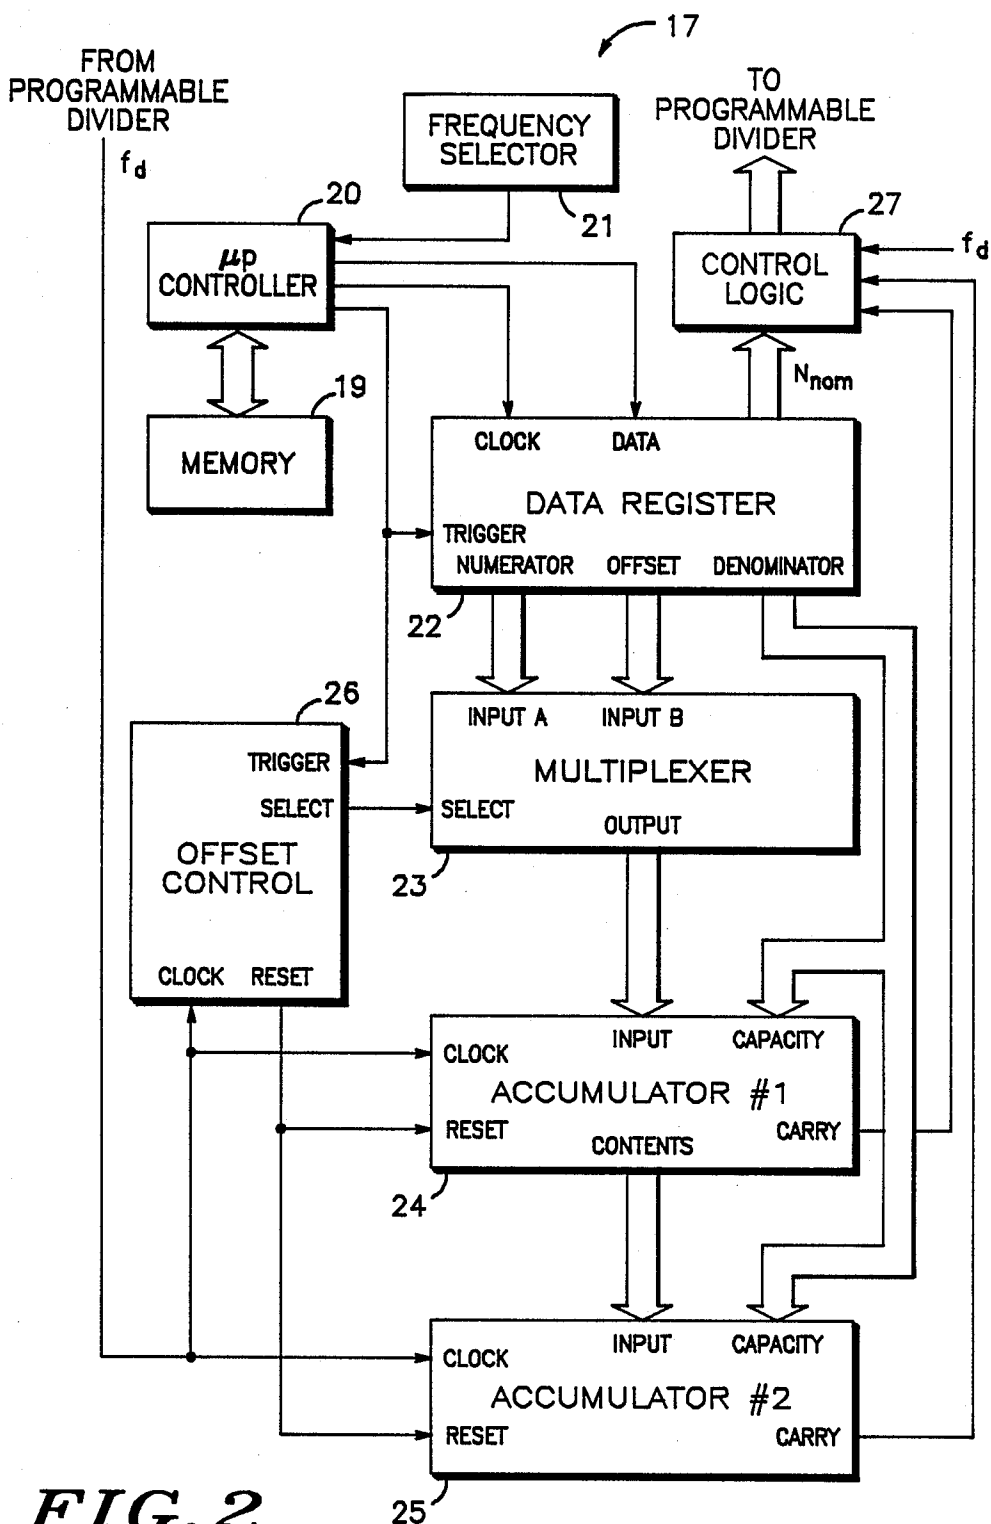 17
FROM
PROGRAMMABLE
DIVIDER
f_d
TO
PROGRAMMABLE
DIVIDER
FREQUENCY
SELECTOR
21
20
μp
CONTROLLER
27
CONTROL
LOGIC
f_d
19
MEMORY
N_nom
CLOCK DATA
DATA REGISTER
TRIGGER
NUMERATOR OFFSET DENOMINATOR
22
INPUT A INPUT B
MULTIPLEXER
SELECT
OUTPUT
23
26
TRIGGER
SELECT
OFFSET
CONTROL
CLOCK RESET
INPUT CAPACITY
CLOCK
ACCUMULATOR #1
RESET CARRY
CONTENTS
24
INPUT CAPACITY
CLOCK
ACCUMULATOR #2
RESET CARRY
25
FIG. 2